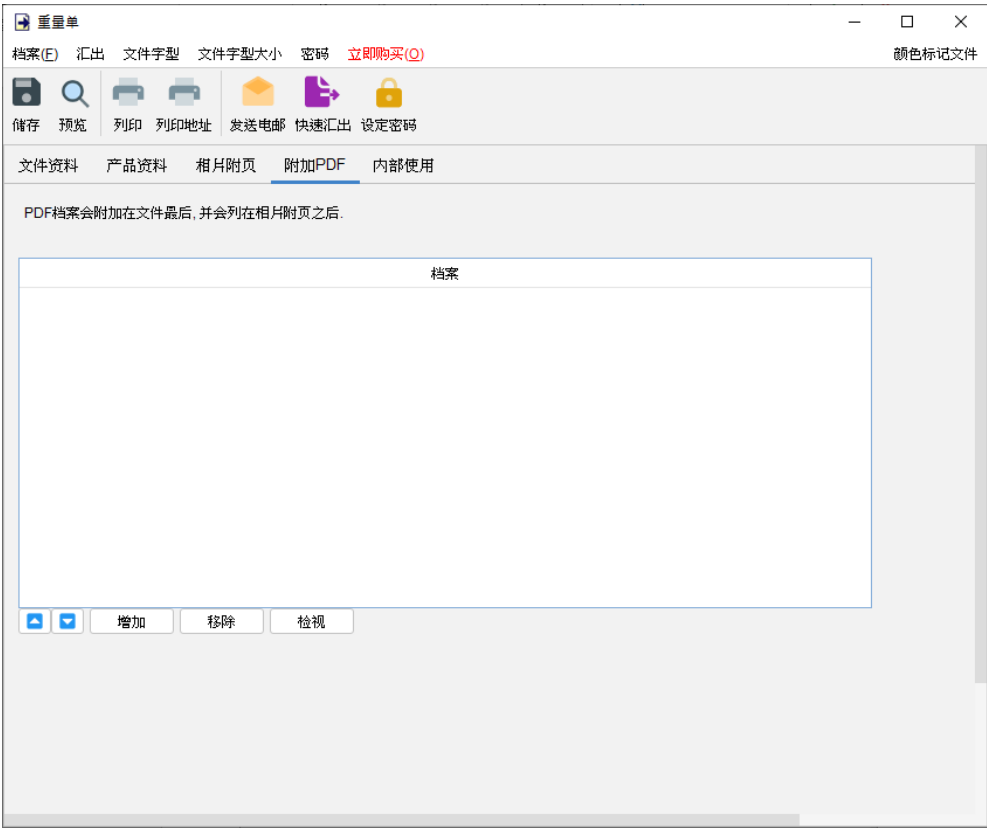 重量单
档案(F) 汇出 文件字型 文件字型大小 密码 立即购买(O) 颜色标记文件
储存 预览 列印 列印地址 发送电邮 快速汇出 设定密码
文件资料 产品资料 相片附页 附加PDF 内部使用
PDF档案会附加在文件最后, 并会列在相片附页之后.
档案
增加 移除 检视